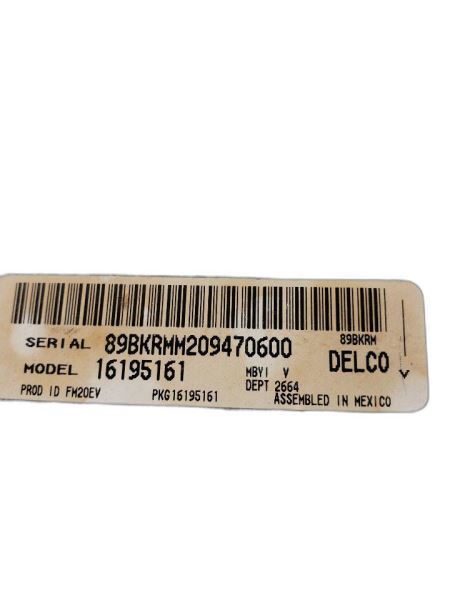 SERIAL 89BKRMM209470600 89BKRM
MODEL 16195161 MBYI V DELCO
DEPT 2664
PROD ID FM20EV PKG16195161 ASSEMBLED IN MEXICO